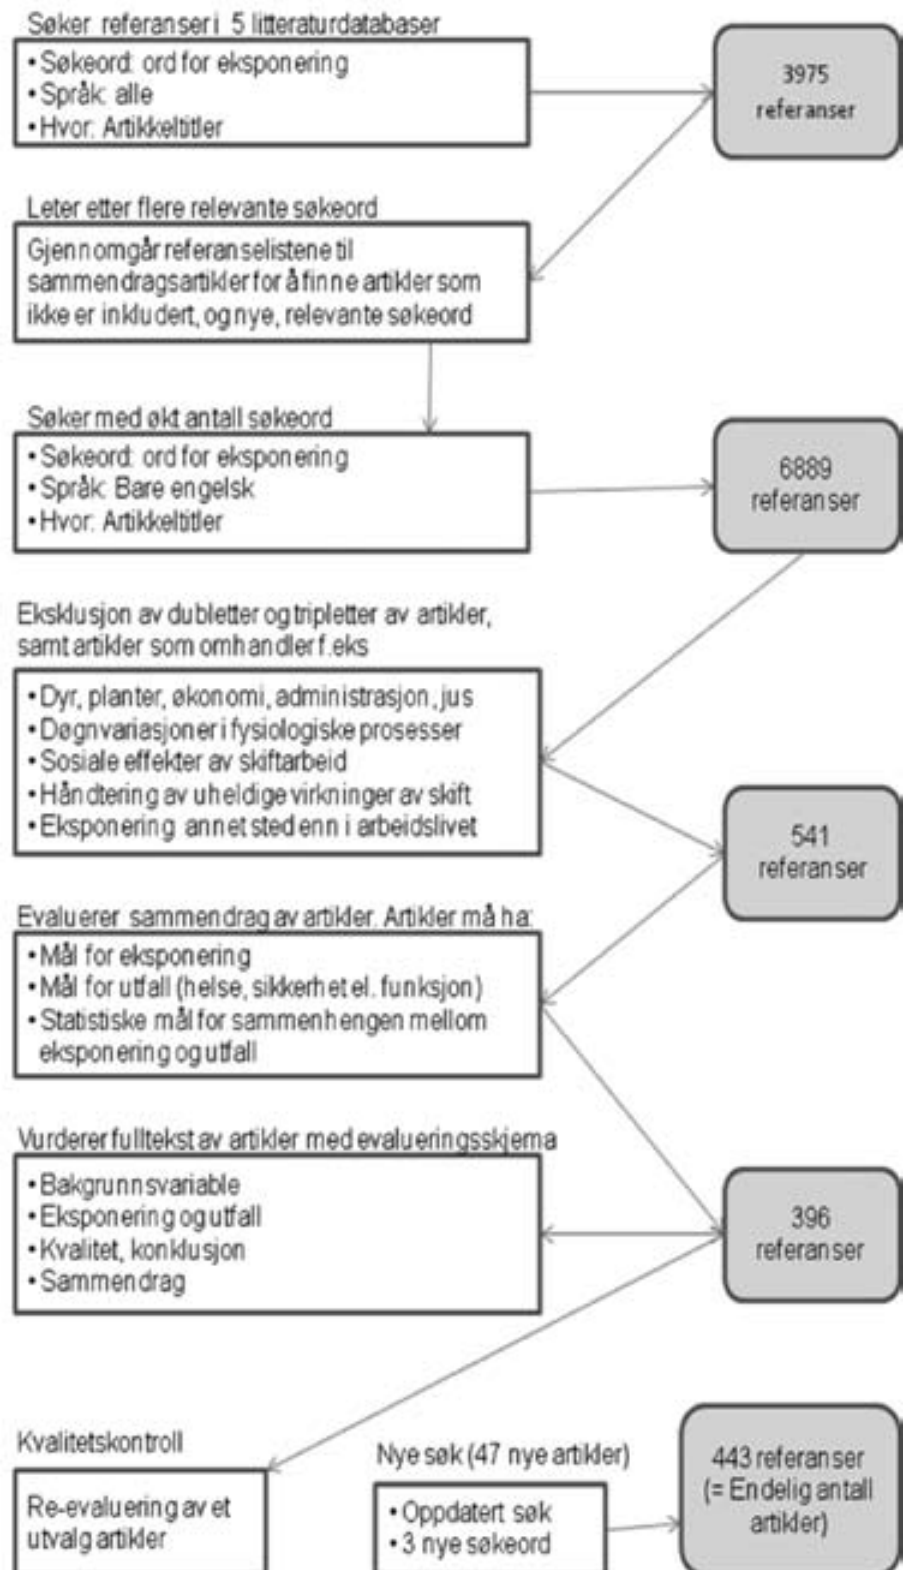 Søker referanser i 5 litteraturdatabaser
• Søkeord: ord for eksponering
• Språk: alle
• Hvor: Artikkeltitler
3975
referanser
Leter etter flere relevante søkeord
Gjennomgår referanselistene til
sammendragsartikler for å finne artikler som
ikke er inkludert, og nye, relevante søkeord
Søker med økt antall søkeord
• Søkeord: ord for eksponering
• Språk: Bare engelsk
• Hvor: Artikkeltitler
6889
referanser
Eksklusjon av dubletter og tripletter av artikler,
samt artikler som omhandler f.eks
• Dyr, planter, økonomi, administrasjon, jus
• Døgnvariasjoner i fysiologiske prosesser
• Sosiale effekter av skiftarbeid
• Håndtering av uheldige virkninger av skift
• Eksponering annet sted enn i arbeidslivet
541
referanser
Evaluerer sammendrag av artikler. Artikler må ha:
• Mål for eksponering
• Mål for utfall (helse, sikkerhet el. funksjon)
• Statistiske mål for sammenhengen mellom
eksponering og utfall
Vurderer fulltekst av artikler med evalueringsskjema
• Bakgrunnsvariable
• Eksponering og utfall
• Kvalitet, konklusjon
• Sammendrag
396
referanser
Kvalitetskontroll
Re-evaluering av et
utvalg artikler
Nye søk (47 nye artikler)
• Oppdatert søk
• 3 nye søkeord
443 referanser
(= Endelig antall
artikler)